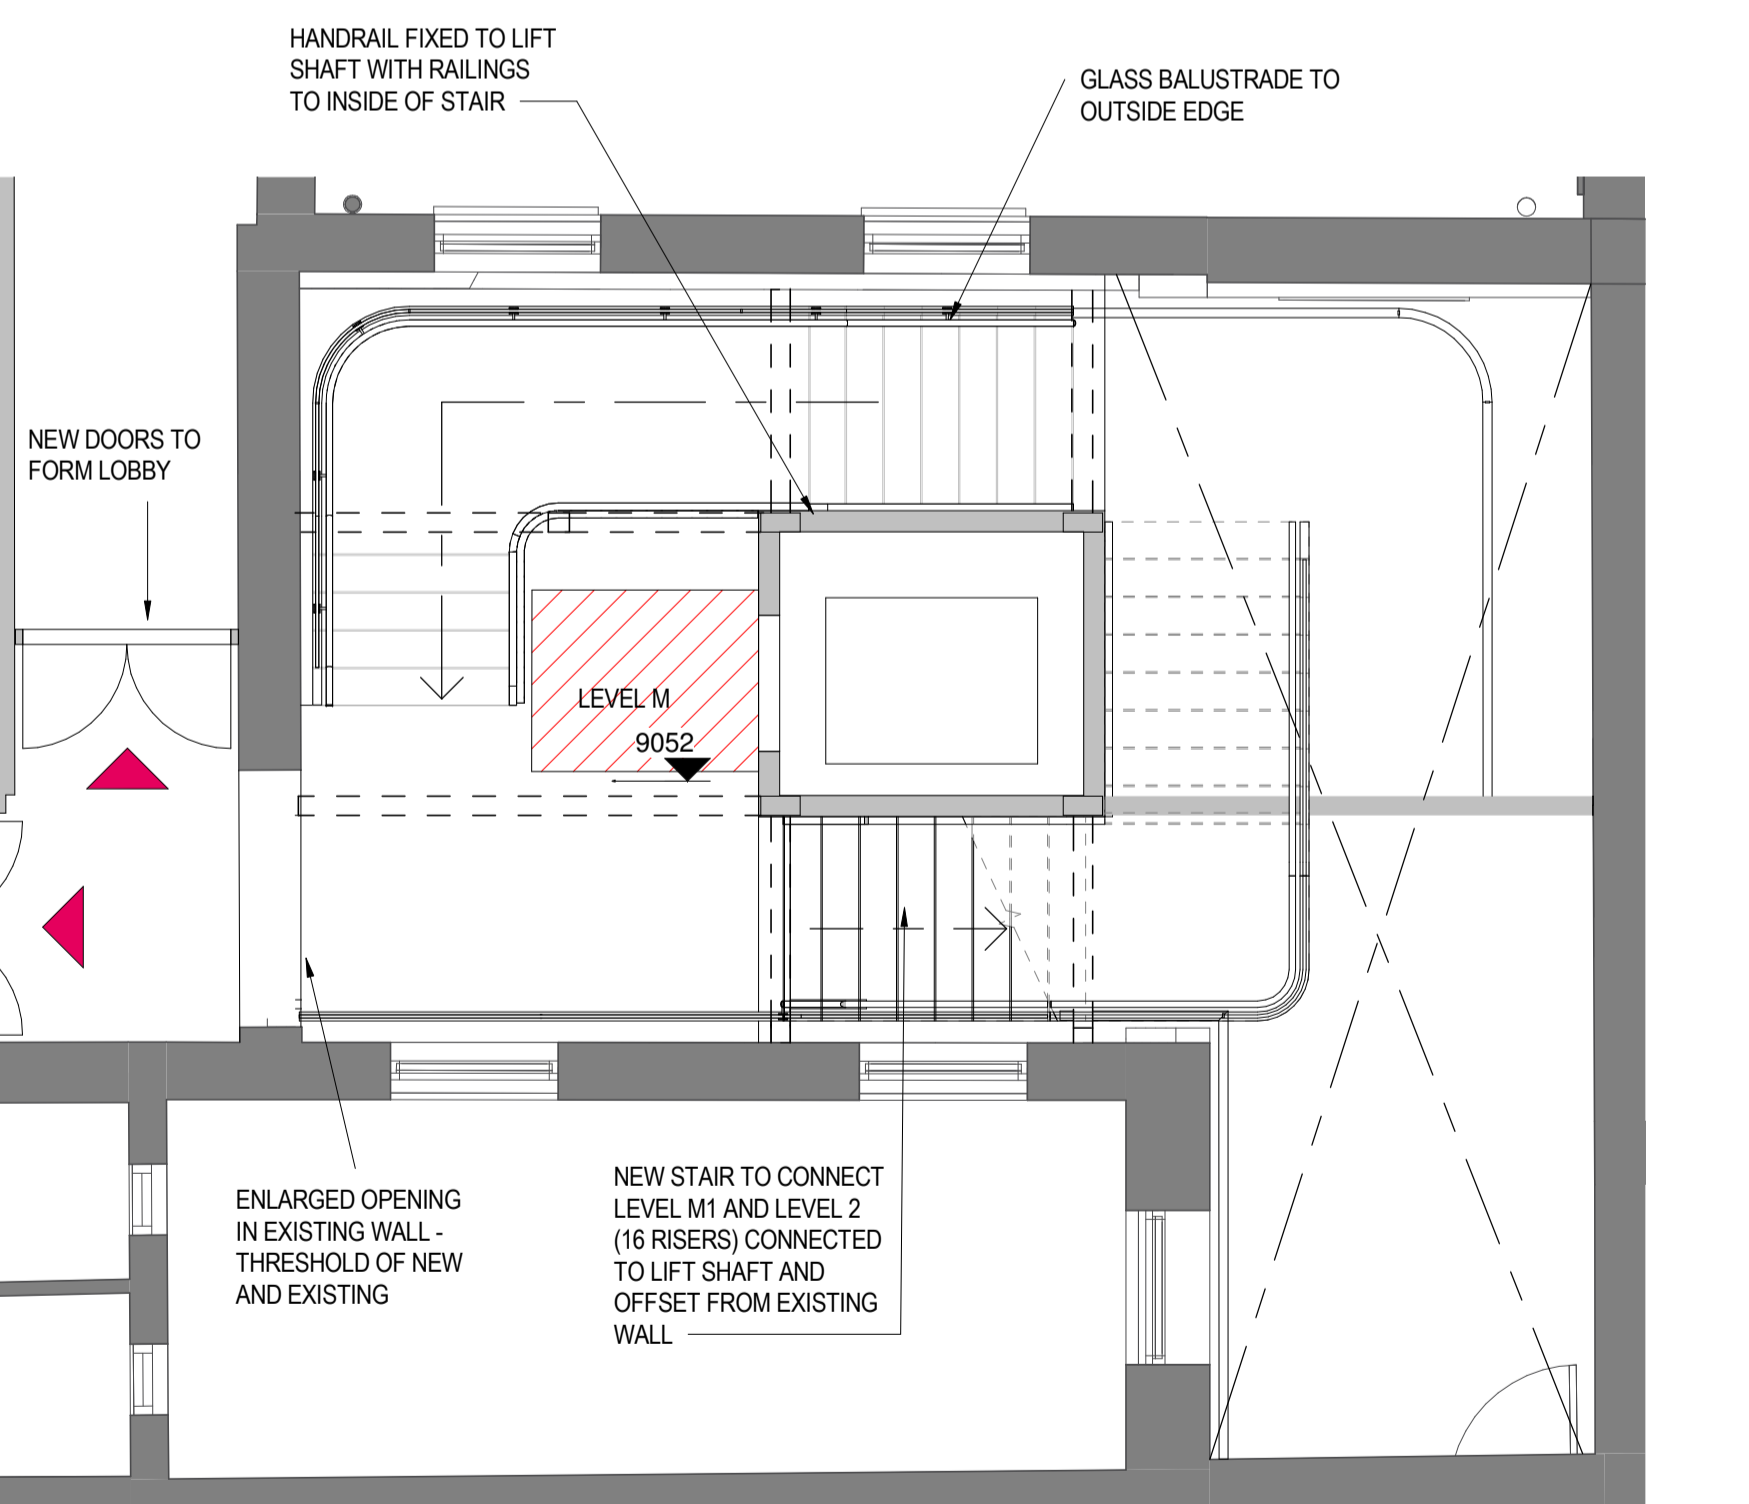 HANDRAIL FIXED TO LIFT
SHAFT WITH RAILINGS
TO INSIDE OF STAIR
GLASS BALUSTRADE TO
OUTSIDE EDGE
NEW DOORS TO
FORM LOBBY
LEVEL M
9052
ENLARGED OPENING
IN EXISTING WALL -
THRESHOLD OF NEW
AND EXISTING
NEW STAIR TO CONNECT
LEVEL M1 AND LEVEL 2
(16 RISERS) CONNECTED
TO LIFT SHAFT AND
OFFSET FROM EXISTING
WALL